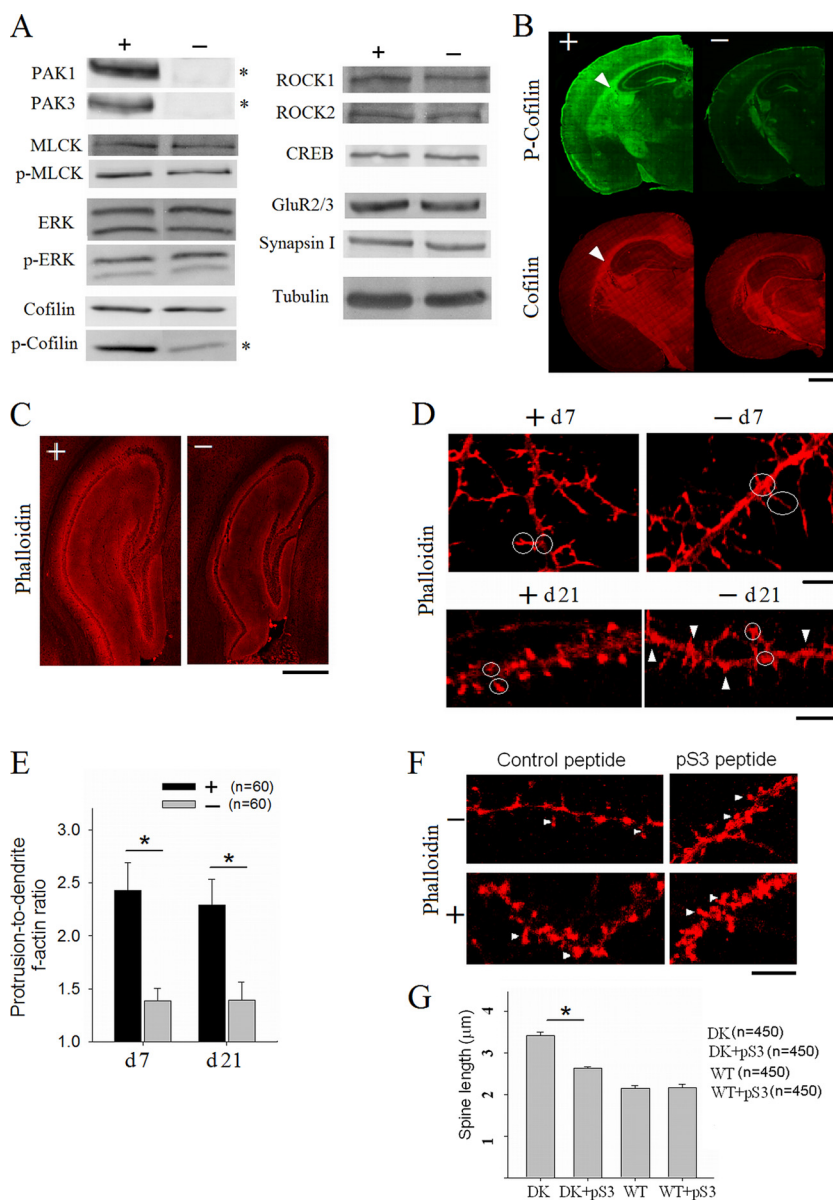 A
+ −
PAK1 *
PAK3 *
MLCK
p-MLCK
ERK
p-ERK
Cofilin
p-Cofilin *
+ −
ROCK1
ROCK2
CREB
GluR2/3
Synapsin I
Tubulin
B
+ −
P-Cofilin
Cofilin
C
+ −
Phalloidin
D
+ d7 − d7
Phalloidin
+ d21 − d21
E
+ (n=60)
− (n=60)
Protrusion-to-dendrite
f-actin ratio
3.0
2.5
2.0
1.5
1.0
* *
d7 d21
F
Control peptide pS3 peptide
Phalloidin
−
+
G
Spine length (μm)
4
3
2
1
*
DK DK+pS3 WT WT+pS3
DK (n=450)
DK+pS3 (n=450)
WT (n=450)
WT+pS3 (n=450)